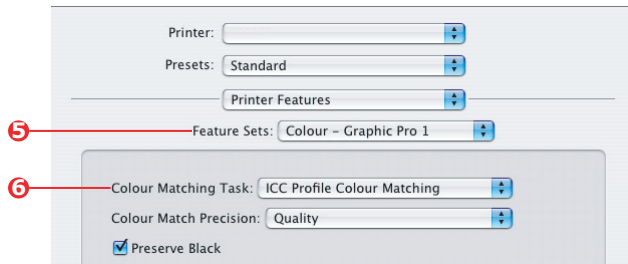 Printer:
Presets: Standard
Printer Features
5 Feature Sets: Colour – Graphic Pro 1
6 Colour Matching Task: ICC Profile Colour Matching
Colour Match Precision: Quality
Preserve Black